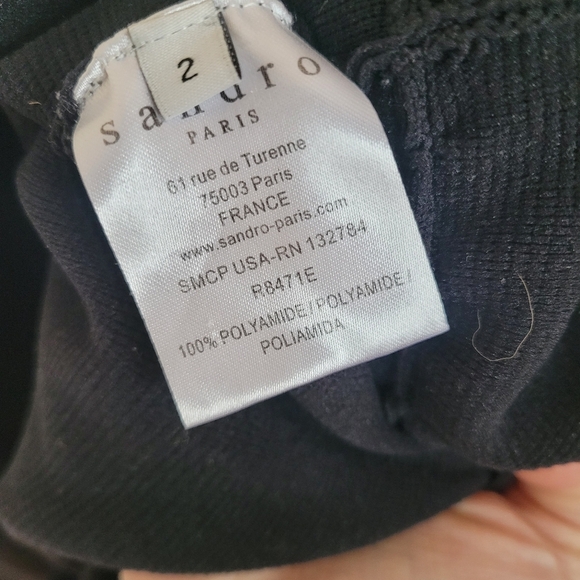 2
sandro
PARIS
61 rue de Turenne
75003 Paris
FRANCE
www.sandro-paris.com
SMCP USA-RN 132784
R8471E
100% POLYAMIDE / POLYAMIDE /
POLIAMIDA